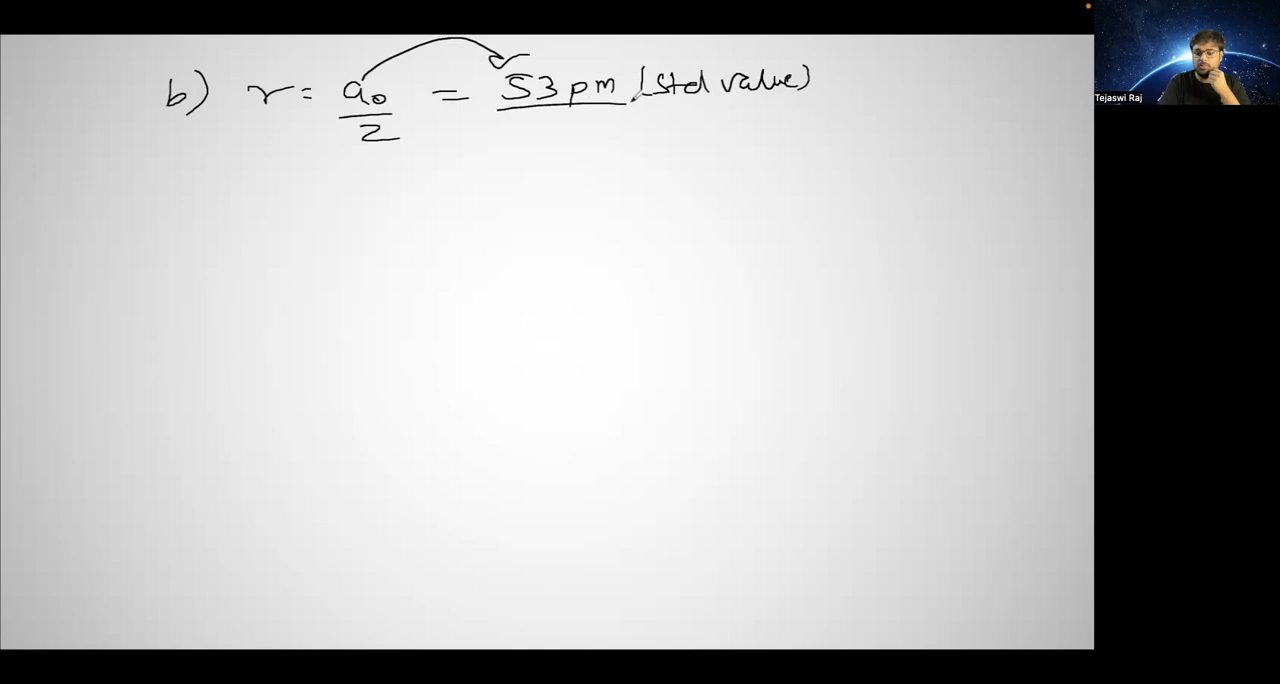 b) r = a₀/2 = 53 pm (std value)
Tejaswi Raj